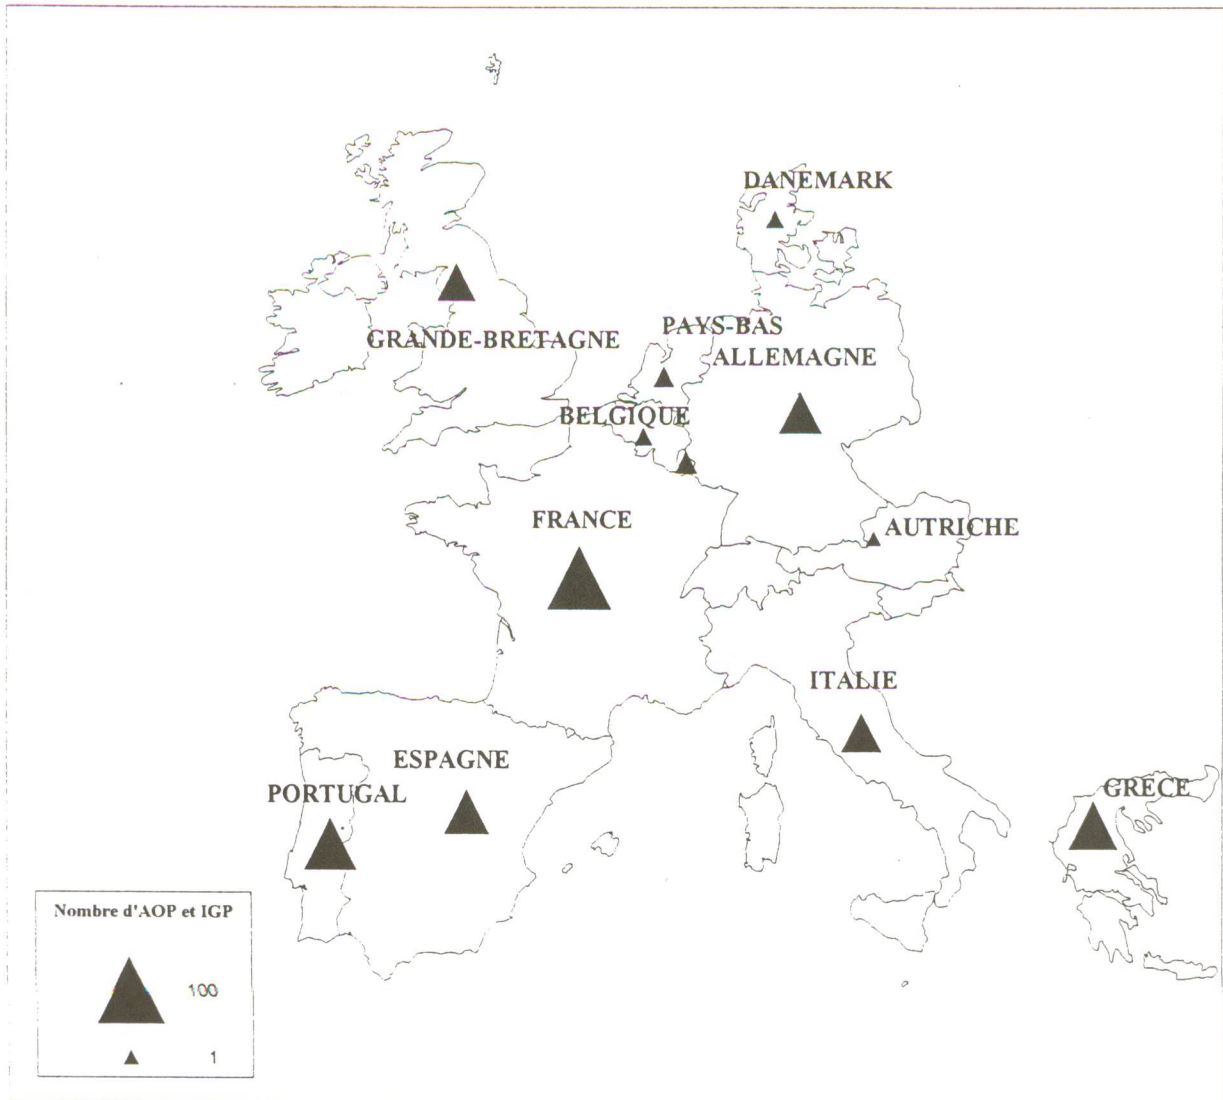 DANEMARK
GRANDE-BRETAGNE
PAYS-BAS
ALLEMAGNE
BELGIQUE
FRANCE
AUTRICHE
ITALIE
ESPAGNE
PORTUGAL
GRECE
Nombre d'AOP et IGP
100
1